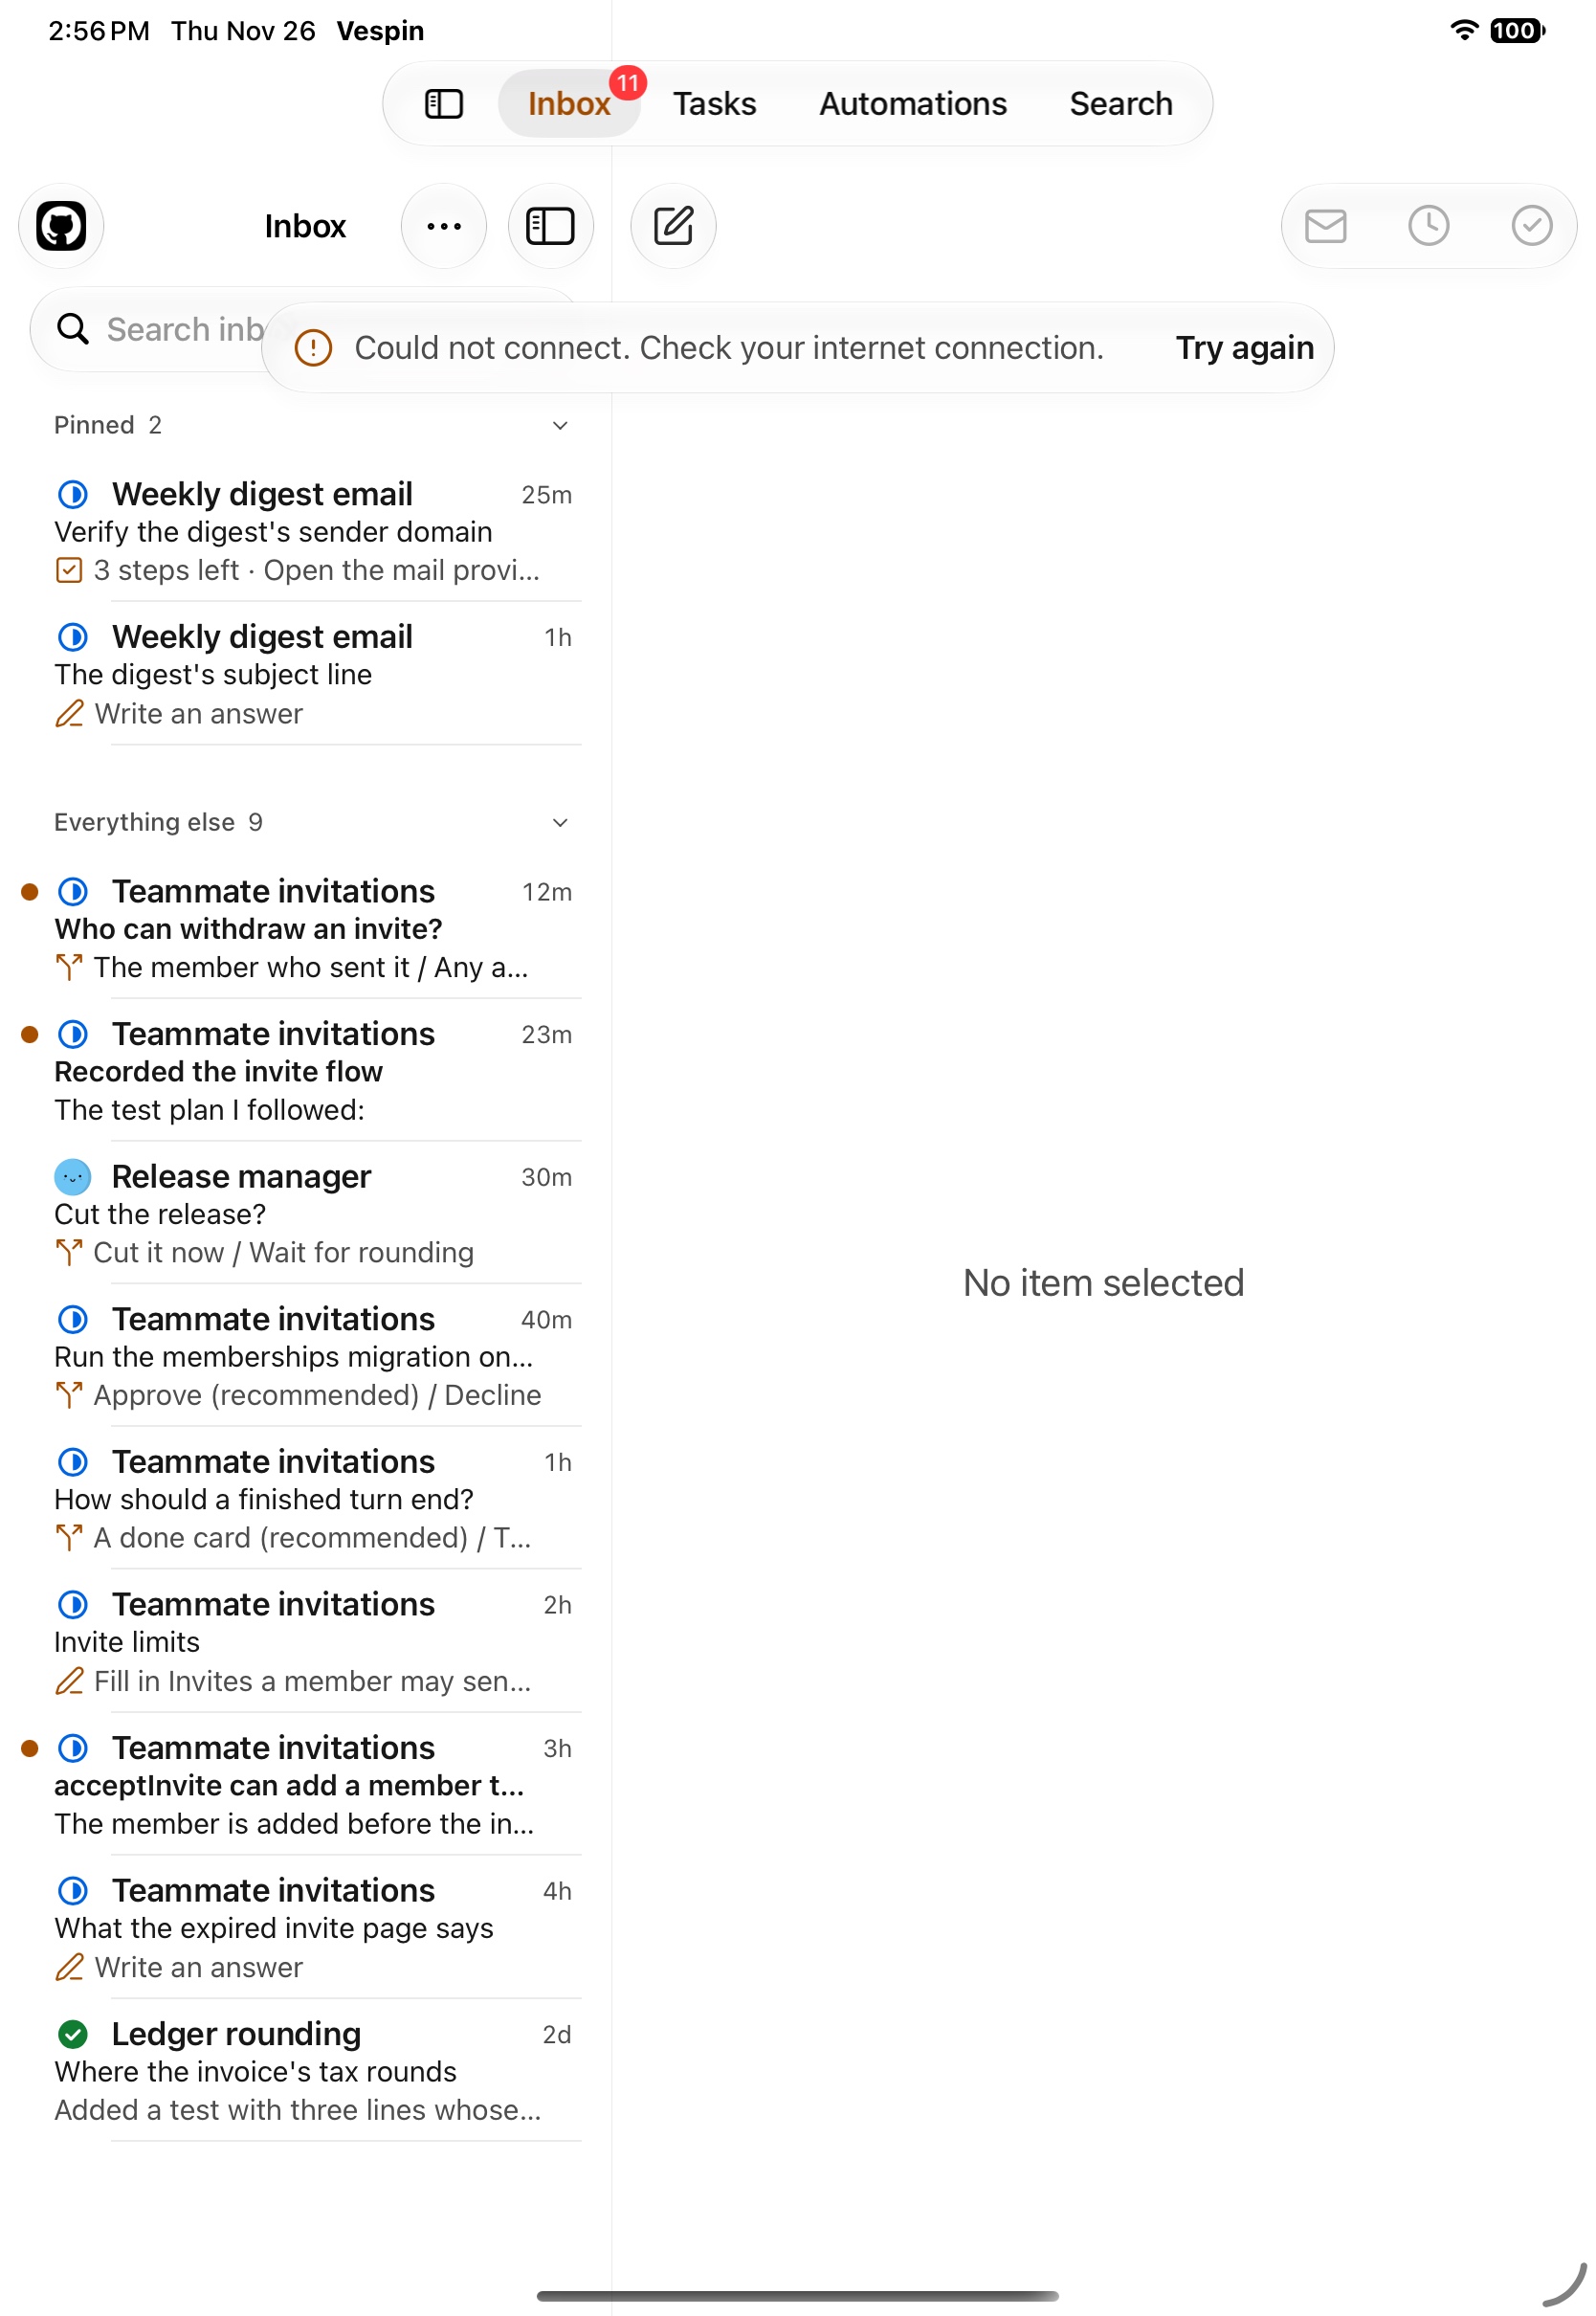 2:56 PM Thu Nov 26 Vespin
100
Inbox 11 Tasks Automations Search
Inbox
Search inb
Could not connect. Check your internet connection. Try again
Pinned 2
Weekly digest email 25m
Verify the digest's sender domain
3 steps left · Open the mail provi...
Weekly digest email 1h
The digest's subject line
Write an answer
Everything else 9
Teammate invitations 12m
Who can withdraw an invite?
The member who sent it / Any a...
Teammate invitations 23m
Recorded the invite flow
The test plan I followed:
Release manager 30m
Cut the release?
Cut it now / Wait for rounding
Teammate invitations 40m
Run the memberships migration on...
Approve (recommended) / Decline
Teammate invitations 1h
How should a finished turn end?
A done card (recommended) / T...
Teammate invitations 2h
Invite limits
Fill in Invites a member may sen...
Teammate invitations 3h
acceptInvite can add a member t...
The member is added before the in...
Teammate invitations 4h
What the expired invite page says
Write an answer
Ledger rounding 2d
Where the invoice's tax rounds
Added a test with three lines whose...
No item selected